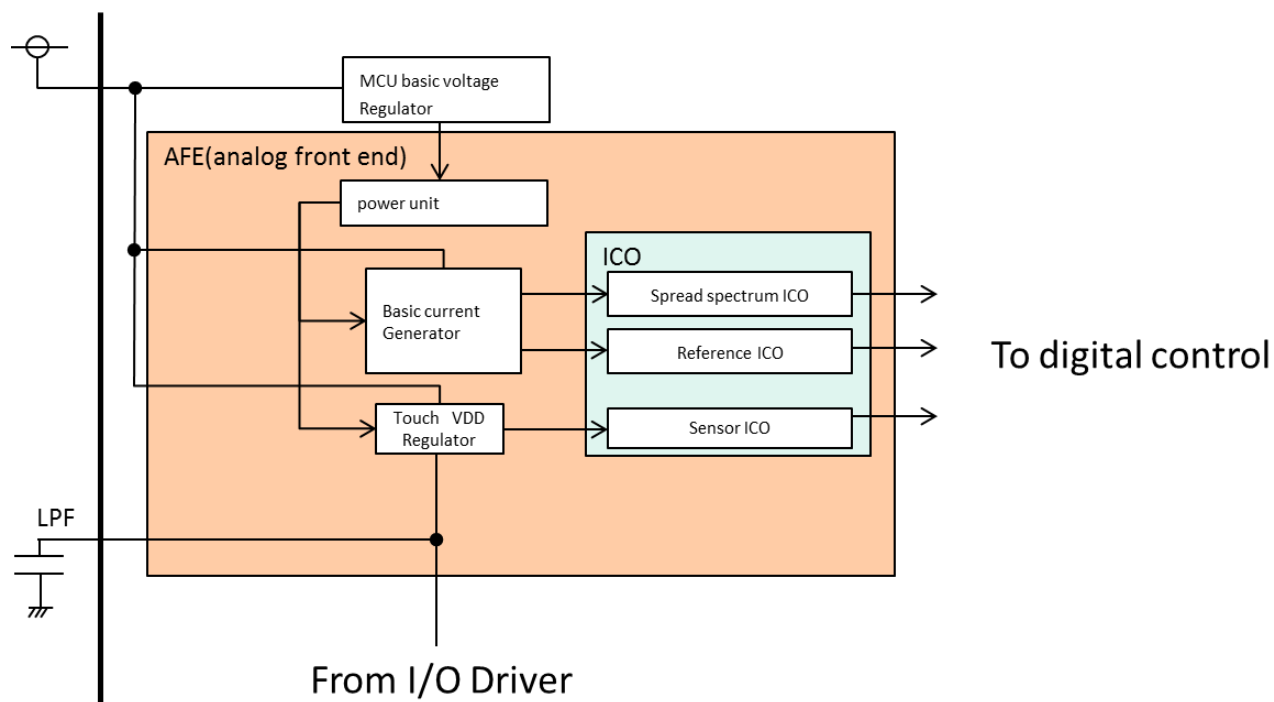 MCU basic voltage
Regulator
AFE(analog front end)
power unit
ICO
Spread spectrum ICO
Basic current
Generator
Reference ICO
To digital control
Touch VDD
Regulator
Sensor ICO
LPF
From I/O Driver